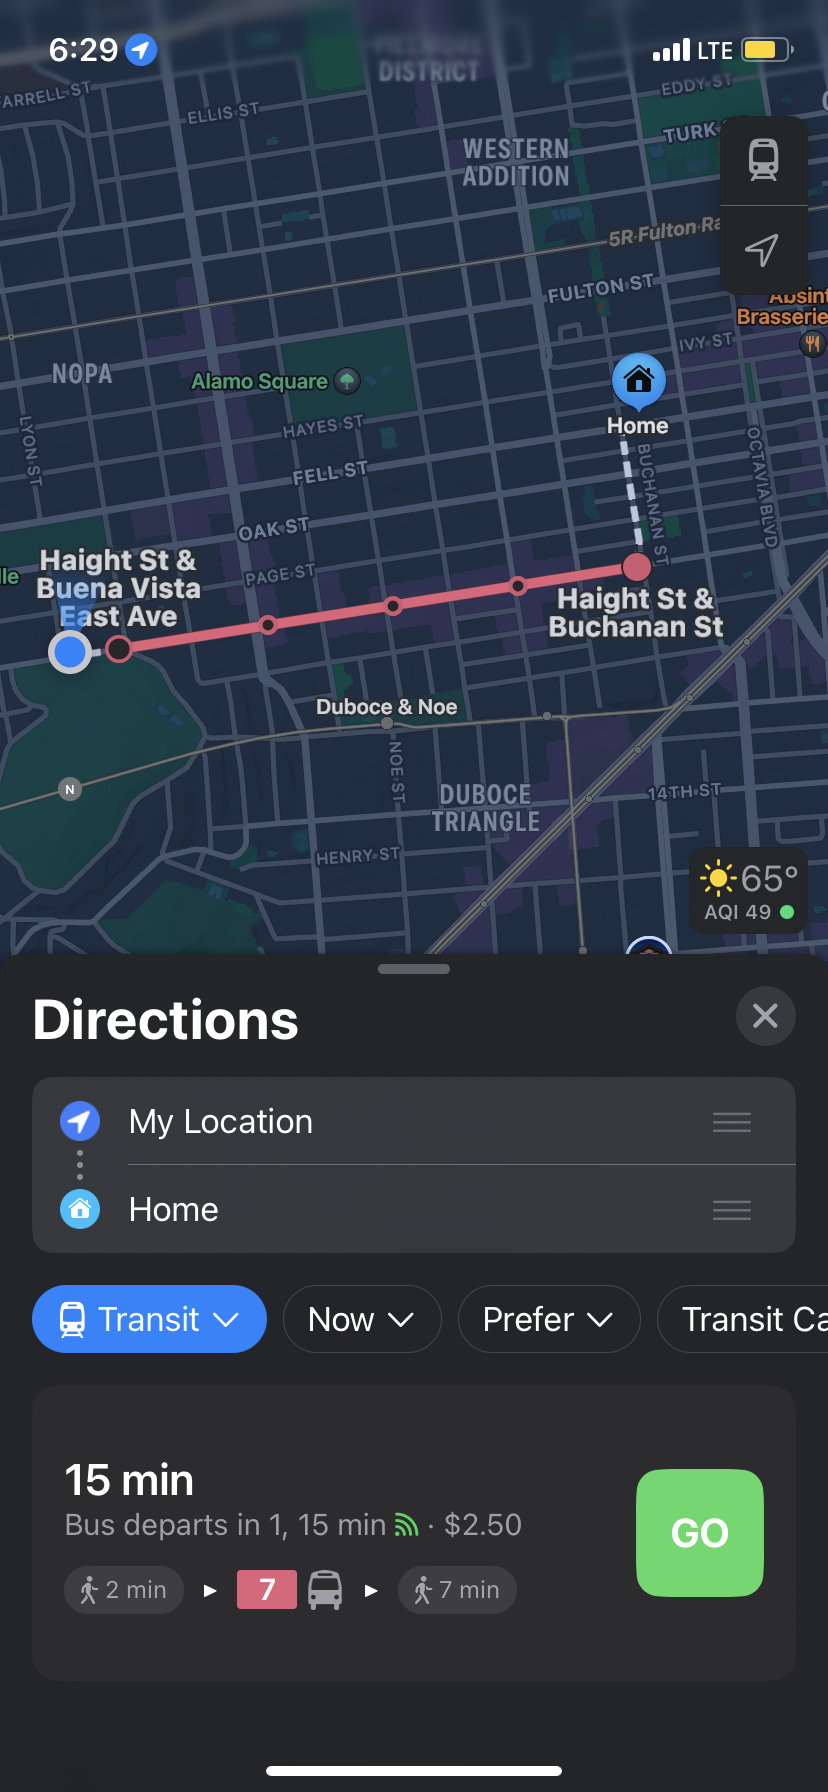 6:29
LTE
FILLMORE
DISTRICT
EDDY ST
ELLIS ST
TURK
WESTERN
ADDITION
5R Fulton Ra
FULTON ST
Absint
Brasserie
IVY ST
NOPA
Alamo Square
Home
HAYES ST
LYON ST
FELL ST
BUCHANAN ST
OCTAVIA BLVD
OAK ST
PAGE ST
Haight St &
Buena Vista
East Ave
Haight St &
Buchanan St
Duboce & Noe
N
NOE ST
DUBOCE
TRIANGLE
14TH ST
HENRY ST
65°
AQI 49
Directions
My Location
Home
Transit
Now
Prefer
Transit Ca
15 min
Bus departs in 1, 15 min · $2.50
2 min
7
7 min
GO